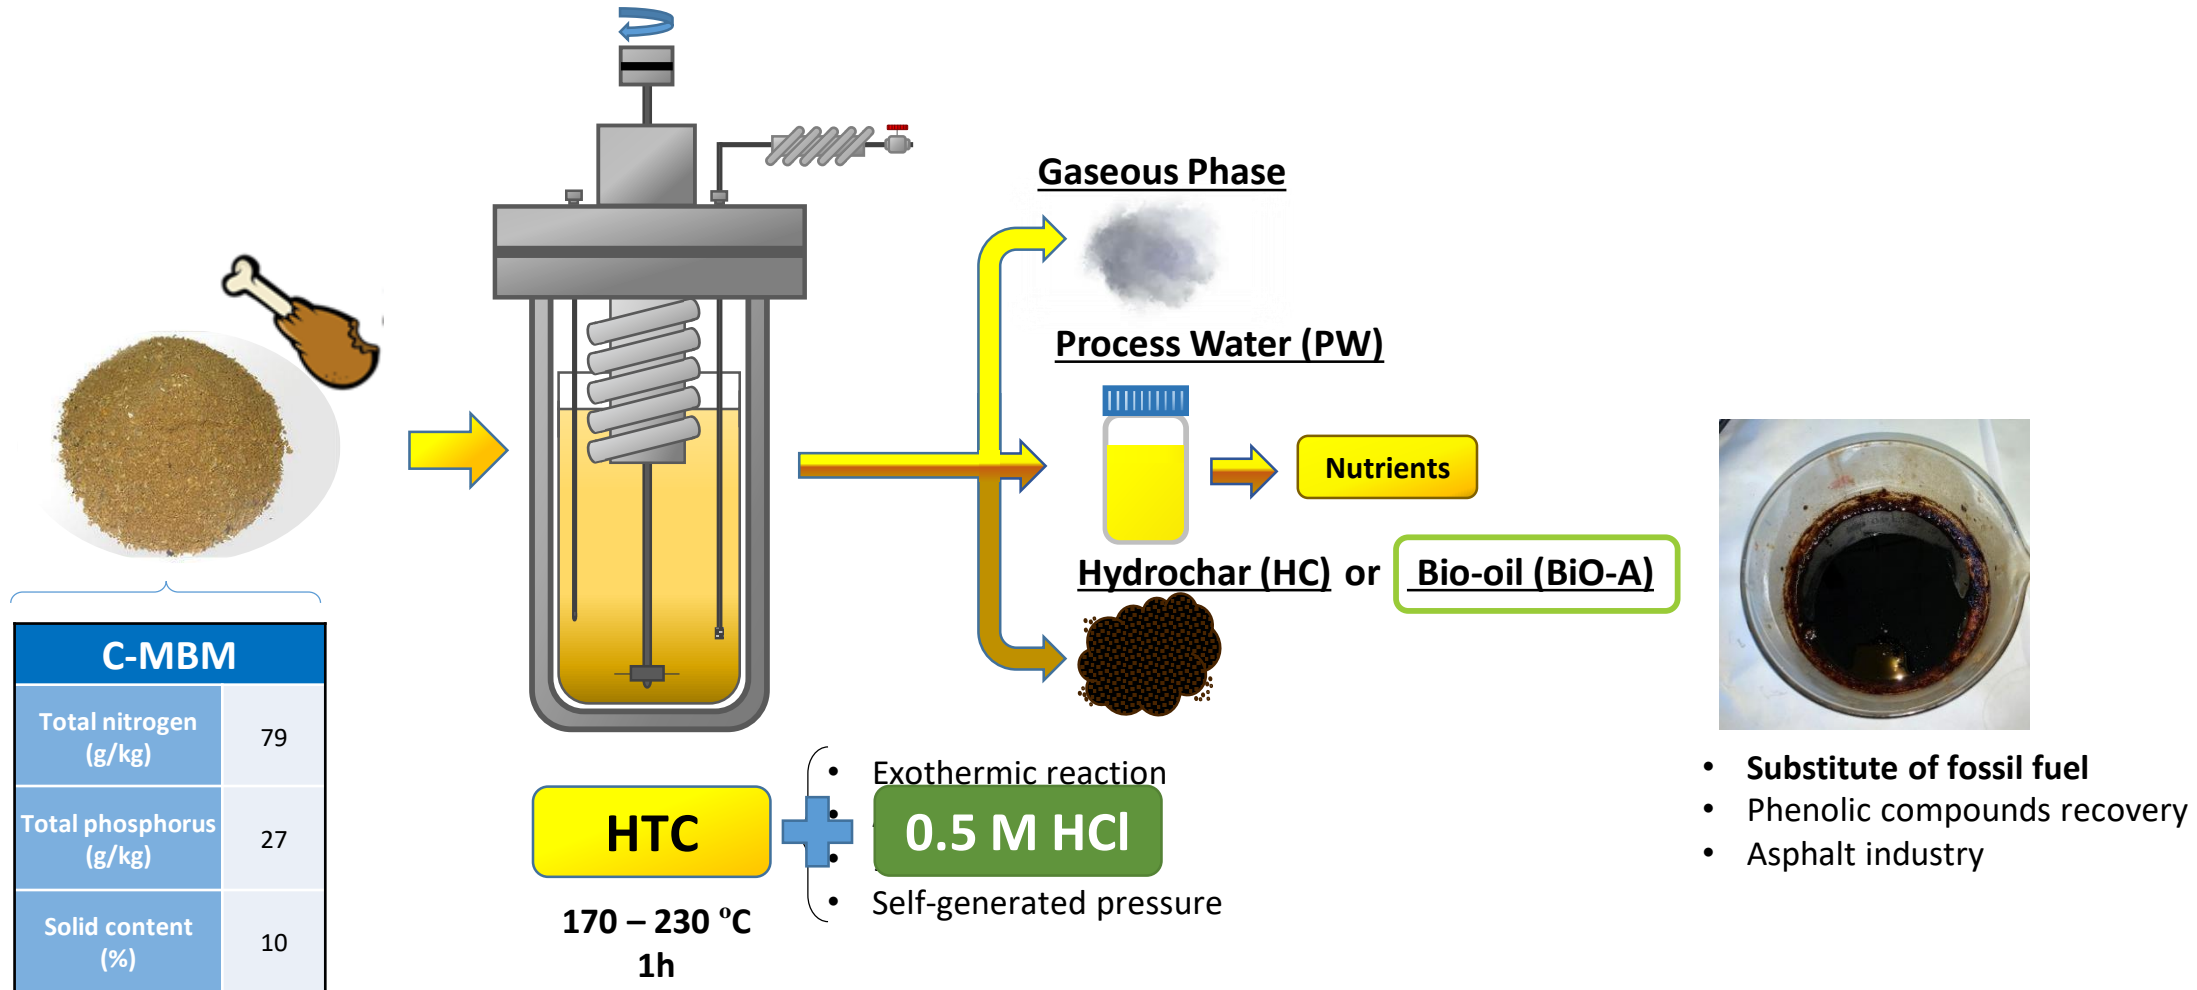 Gaseous Phase
Process Water (PW)
Nutrients
Hydrochar (HC) or Bio-oil (BiO-A)
C-MBM
Total nitrogen
(g/kg)
79
Total phosphorus
(g/kg)
27
Solid content
(%)
10
HTC
170 – 230 ºC
1h
• Exothermic reaction
0.5 M HCl
• Self-generated pressure
• Substitute of fossil fuel
• Phenolic compounds recovery
• Asphalt industry